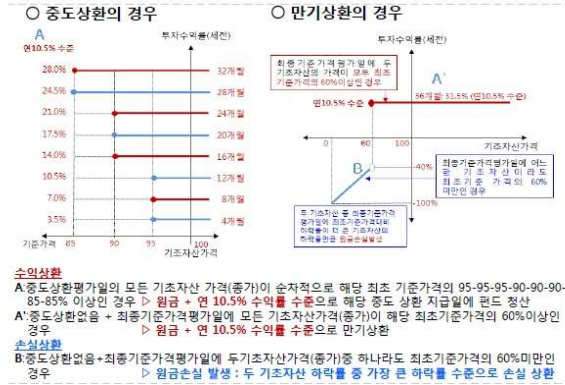 ○ 중도상환의 경우
A
연10.5% 수준
투자수익률(세전)
28.0%
32개월
24.5%
28개월
21.0%
24개월
17.5%
20개월
14.0%
16개월
10.5%
12개월
7.0%
8개월
3.5%
4개월
기준가격 85 90 95 100
기초자산가격
○ 만기상환의 경우
투자수익률(세전)
최종기준가격평가일에 두
기초자산의 가격이 모두 최초
기준가격의 60%이상인 경우
A'
연10.5% 수준
36개월: 31.5% (연10.5% 수준)
0 60 100
기초자산가격
B
-40%
-100%
최종기준가격평가일에 어느
한 기초자산이라도
최초기준 가격의 60%
미만인 경우
두 기초자산 중 최종기준가격
평가일에 최초기준가격대비
하락률이 더 큰 기초자산의
하락률만큼 원금손실발생
수익상환
A:중도상환평가일의 모든 기초자산 가격(종가)이 순차적으로 해당 최초 기준가격의 95-95-95-90-90-90-
85-85% 이상인 경우 ▷ 원금 + 연 10.5% 수익률 수준으로 해당 중도 상환 지급일에 펀드 청산
A':중도상환없음 + 최종기준가격평가일에 모든 기초자산가격(종가)이 해당 최초기준가격의 60%이상인
경우 ▷ 원금 + 연 10.5% 수익률 수준으로 만기상환
손실상환
B:중도상환없음+최종기준가격평가일에 두기초자산가격(종가)중 하나라도 최초기준가격의 60%미만인
경우 ▷ 원금손실 발생 : 두 기초자산 하락률 중 가장 큰 하락률 수준으로 손실 상환